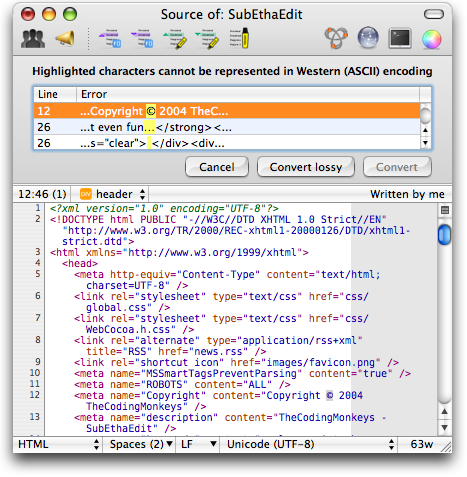 Source of: SubEthaEdit
Highlighted characters cannot be represented in Western (ASCII) encoding
Line Error
12 ...Copyright © 2004 TheC...
26 ...t even fun...</strong><...
26 ...s="clear"> </div><div...
Cancel Convert lossy Convert
12:46 (1) DIV header Written by me
1 <?xml version="1.0" encoding="UTF-8"?>
2 <!DOCTYPE html PUBLIC "-//W3C//DTD XHTML 1.0 Strict//EN"
"http://www.w3.org/TR/2000/REC-xhtml1-20000126/DTD/xhtml1-
strict.dtd">
3 <html xmlns="http://www.w3.org/1999/xhtml">
4 <head>
5 <meta http-equiv="Content-Type" content="text/html;
charset=UTF-8" />
6 <link rel="stylesheet" type="text/css" href="css/
global.css" />
7 <link rel="stylesheet" type="text/css" href="css/
WebCocoa.h.css" />
8 <link rel="alternate" type="application/rss+xml"
title="RSS" href="news.rss" />
9 <link rel="shortcut icon" href="images/favicon.png" />
10 <meta name="MSSmartTagsPreventParsing" content="true" />
11 <meta name="ROBOTS" content="ALL" />
12 <meta name="Copyright" content="Copyright © 2004
TheCodingMonkeys" />
13 <meta name="description" content="TheCodingMonkeys -
SubEthaEdit" />
HTML Spaces (2) LF Unicode (UTF-8) 63w